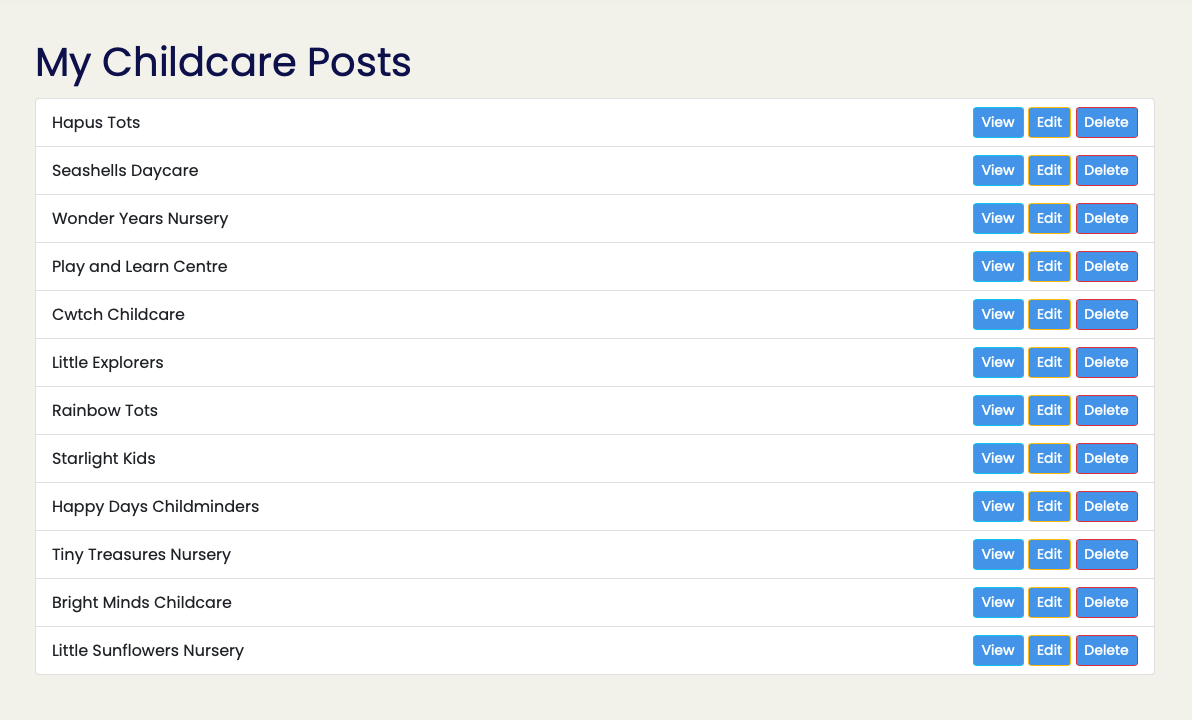 My Childcare Posts
Hapus Tots View Edit Delete
Seashells Daycare View Edit Delete
Wonder Years Nursery View Edit Delete
Play and Learn Centre View Edit Delete
Cwtch Childcare View Edit Delete
Little Explorers View Edit Delete
Rainbow Tots View Edit Delete
Starlight Kids View Edit Delete
Happy Days Childminders View Edit Delete
Tiny Treasures Nursery View Edit Delete
Bright Minds Childcare View Edit Delete
Little Sunflowers Nursery View Edit Delete